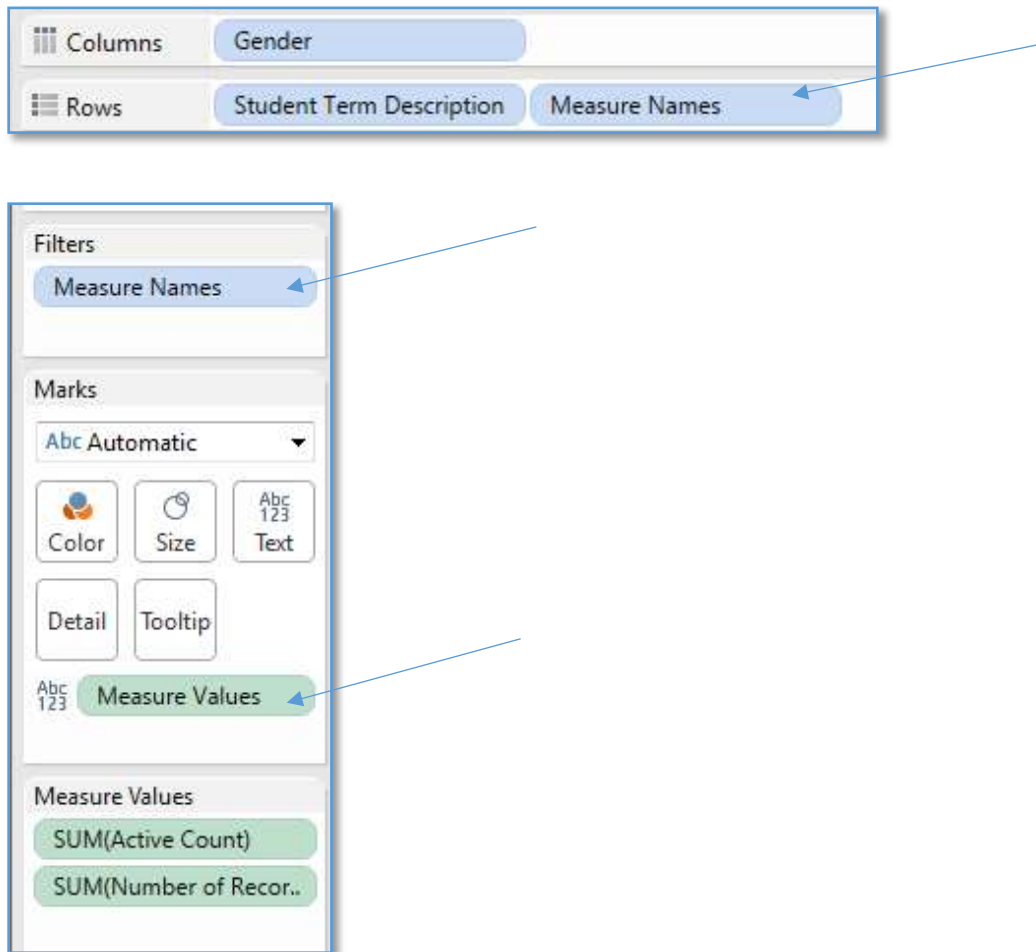 Columns Gender
Rows Student Term Description Measure Names
Filters
Measure Names
Marks
Abc Automatic
Color Size Abc 123 Text
Detail Tooltip
Abc 123 Measure Values
Measure Values
SUM(Active Count)
SUM(Number of Recor..